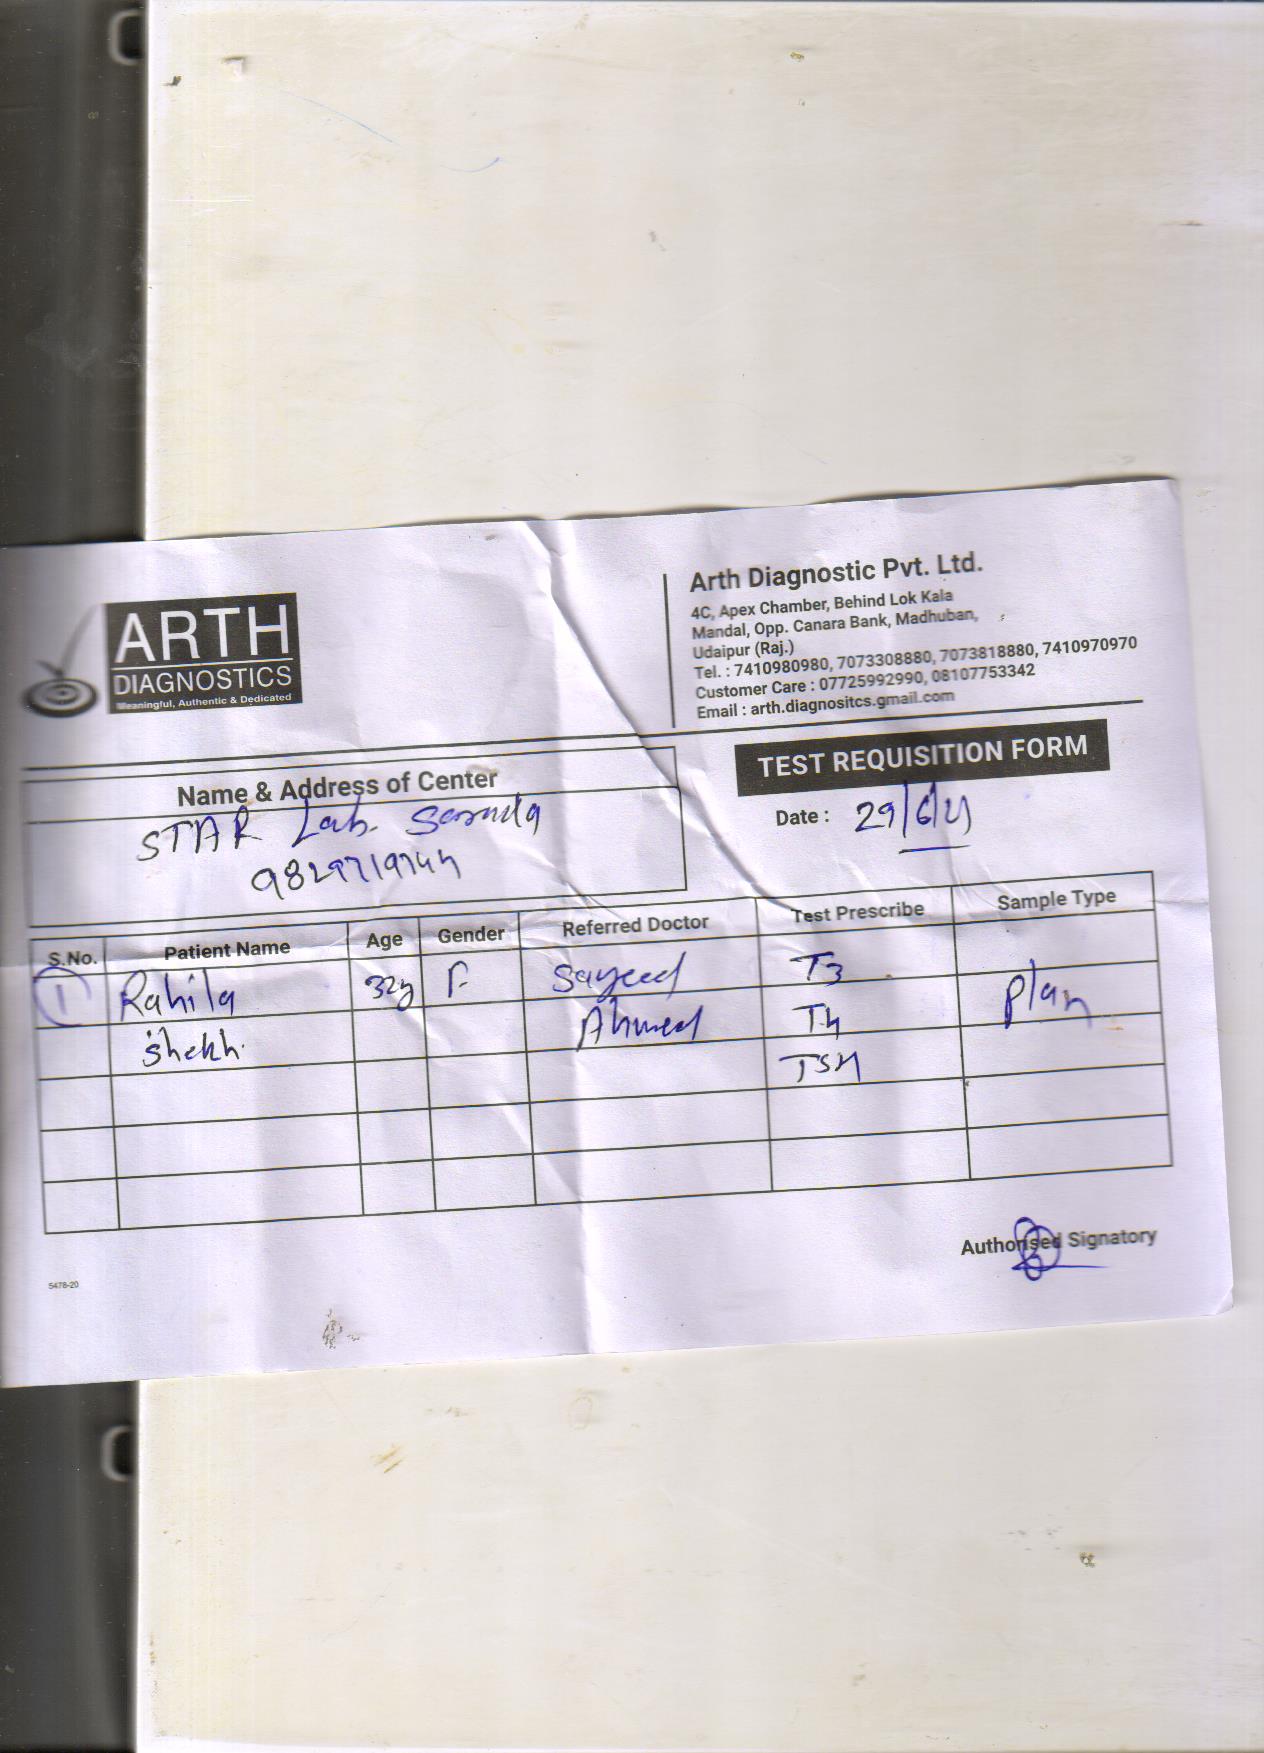 ARTH
DIAGNOSTICS
Meaningful, Authentic & Dedicated
Arth Diagnostic Pvt. Ltd.
4C, Apex Chamber, Behind Lok Kala
Mandal, Opp. Canara Bank, Madhuban,
Udaipur (Raj.)
Tel. : 7410980980, 7073308880, 7073818880, 7410970970
Customer Care : 07725992990, 08107753342
Email : arth.diagnositcs.gmail.com
TEST REQUISITION FORM
Name & Address of Center
STAR Lab.
Date : 29/6/21
S.No. Patient Name Age Gender Referred Doctor Test Prescribe Sample Type
1 Rahila 32y F Sayeed T3 Plan
Shekh. Ahmed T4
TSH
Authorised Signatory
5478-20